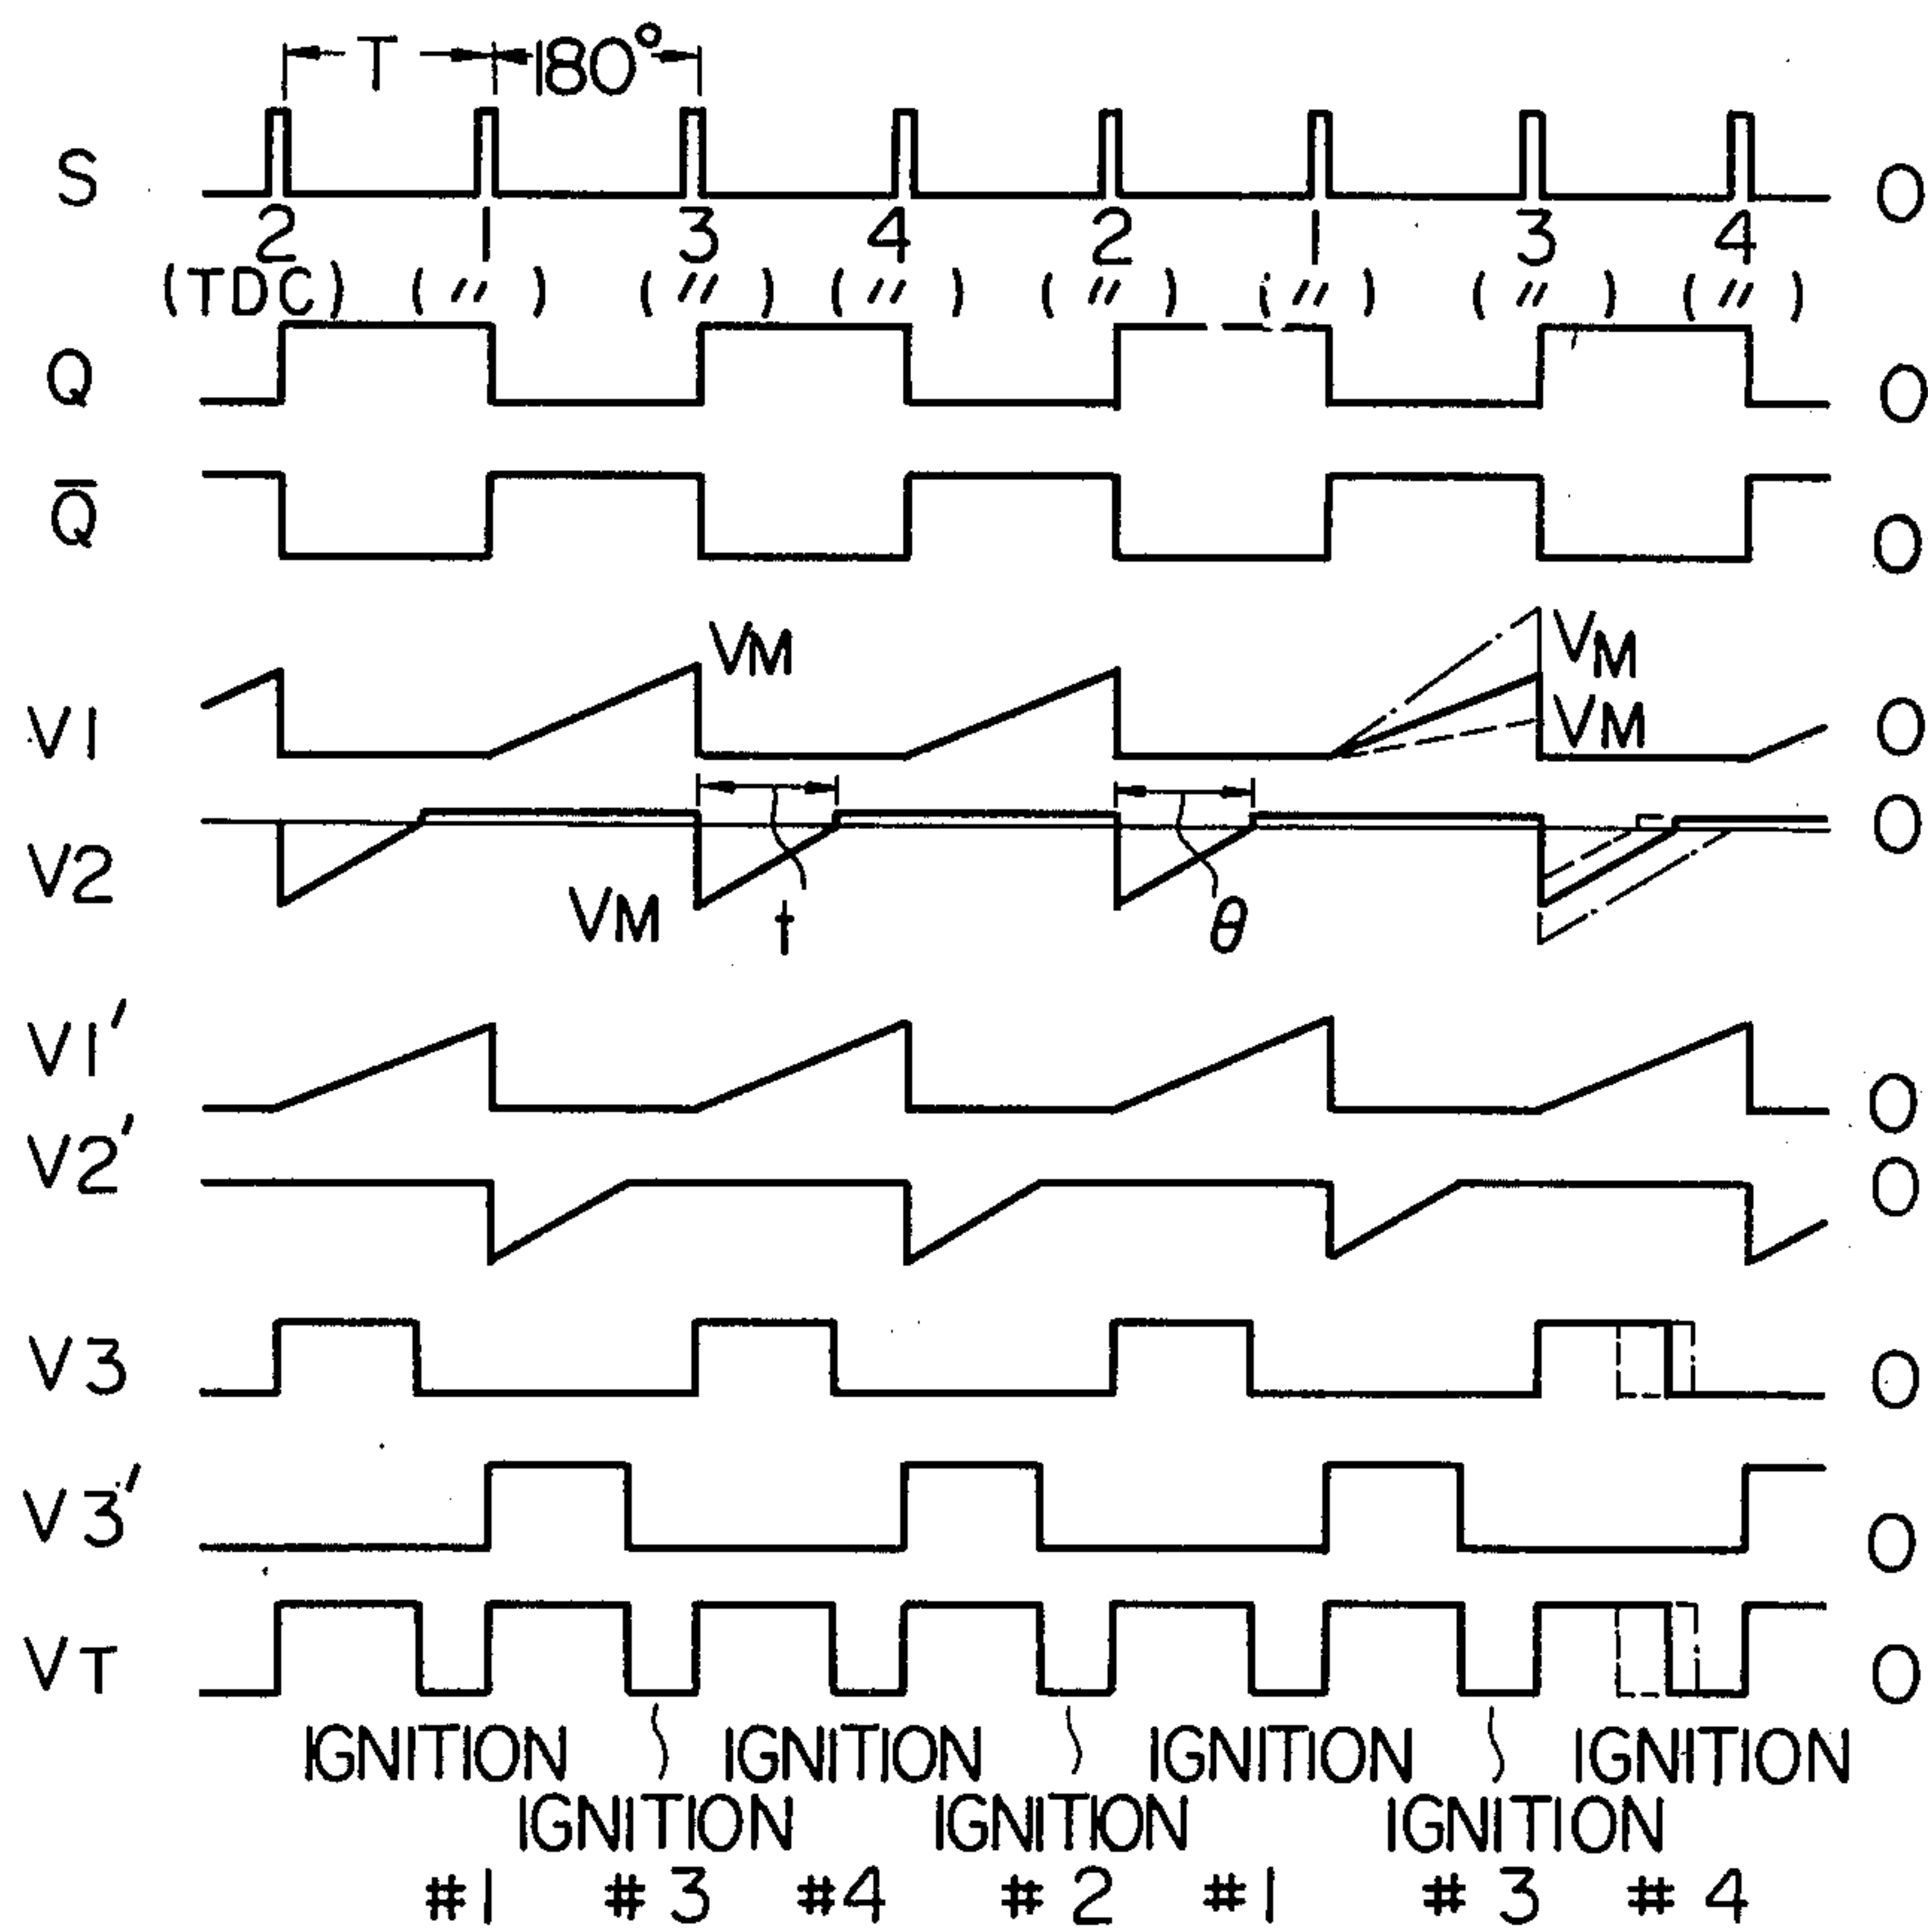 T 180°
S O
2 1 3 4 2 1 3 4
(TDC) (〃) (〃) (〃) (〃) (〃) (〃) (〃)
Q O
Q̅ O
VM VM
V1 VM O
V2 O
VM t θ
V1′ O
V2′ O
V3 O
V3′ O
VT O
IGNITION IGNITION IGNITION IGNITION
IGNITION IGNITION IGNITION
#1 #3 #4 #2 #1 #3 #4